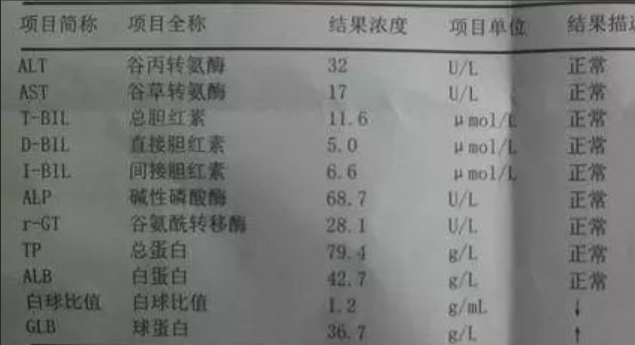 项目简称 项目全称 结果浓度 项目单位 结果描述
ALT 谷丙转氨酶 32 U/L 正常
AST 谷草转氨酶 17 U/L 正常
T-BIL 总胆红素 11.6 μmol/L 正常
D-BIL 直接胆红素 5.0 μmol/L 正常
I-BIL 间接胆红素 6.6 μmol/L 正常
ALP 碱性磷酸酶 68.7 U/L 正常
r-GT 谷氨酰转移酶 28.1 U/L 正常
TP 总蛋白 79.4 g/L 正常
ALB 白蛋白 42.7 g/L 正常
白球比值 白球比值 1.2 g/mL ↓
GLB 球蛋白 36.7 g/L ↑